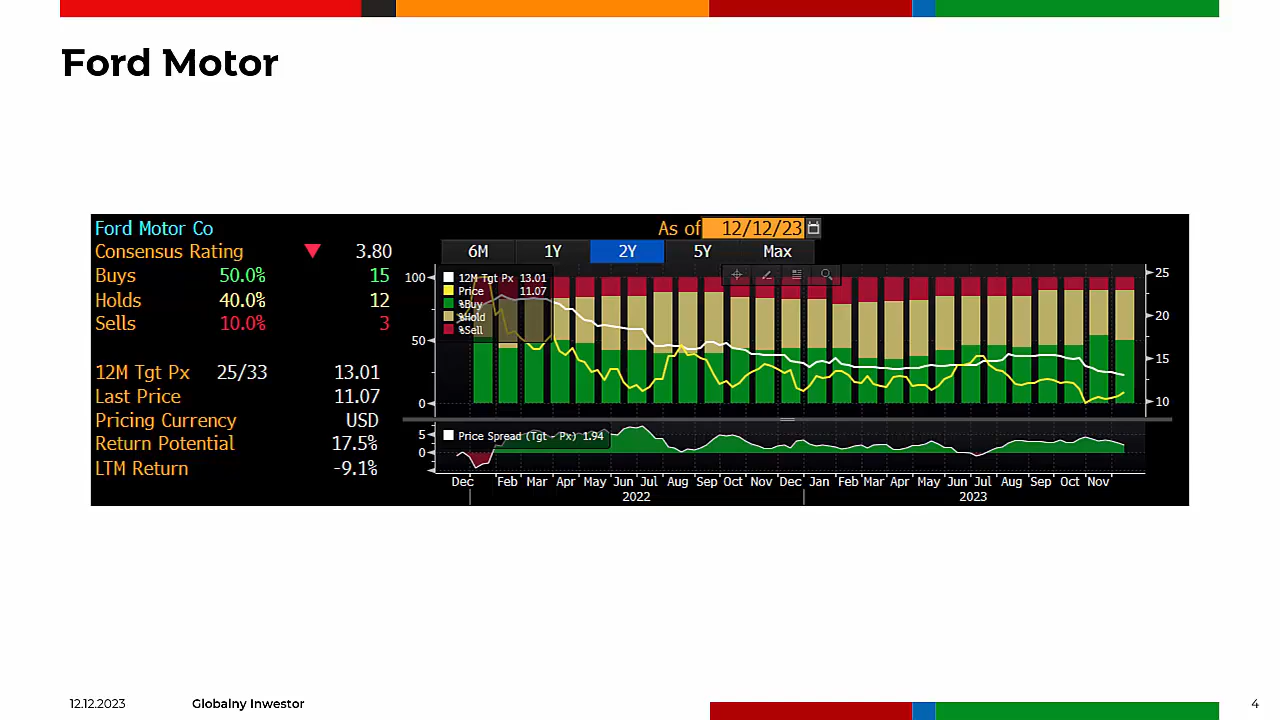 Ford Motor
Ford Motor Co
As of 12/12/23
Consensus Rating 3.80
6M 1Y 2Y 5Y Max
Buys 50.0% 15
Holds 40.0% 12
Sells 10.0% 3
12M Tgt Px 25/33 13.01
Last Price 11.07
Pricing Currency USD
Return Potential 17.5%
LTM Return -9.1%
100
50
0
12M Tgt Px 13.01
Price 11.07
%Buy
%Hold
%Sell
25
20
15
10
5
0
Price Spread (Tgt - Px) 1.94
Dec Feb Mar Apr May Jun Jul Aug Sep Oct Nov Dec Jan Feb Mar Apr May Jun Jul Aug Sep Oct Nov
2022 2023
12.12.2023 Globalny Inwestor 4